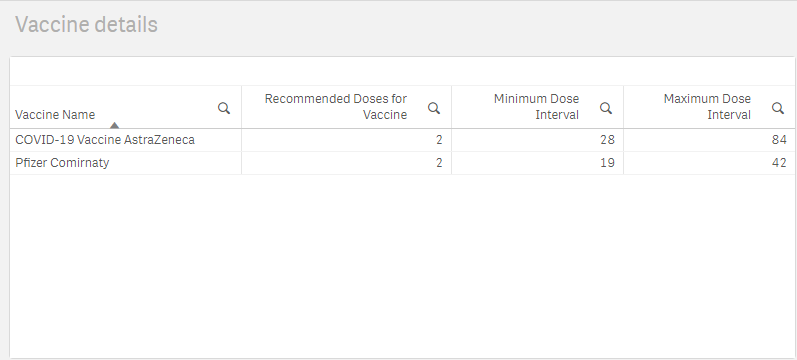 Vaccine details
Vaccine Name
Recommended Doses for
Vaccine
Minimum Dose
Interval
Maximum Dose
Interval
COVID-19 Vaccine AstraZeneca 2 28 84
Pfizer Comirnaty 2 19 42